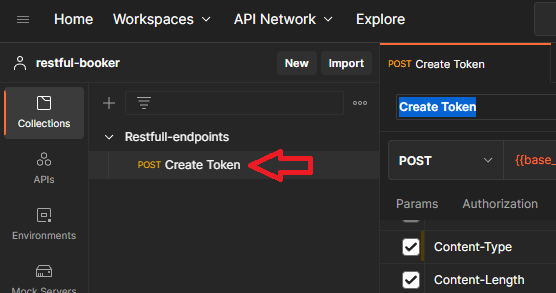 Home Workspaces API Network Explore
restful-booker New Import
POST Create Token
Create Token
Collections
Restfull-endpoints
POST Create Token
POST {{base_
APIs
Params Authorization
Environments
Content-Type
Content-Length
Mock Servers